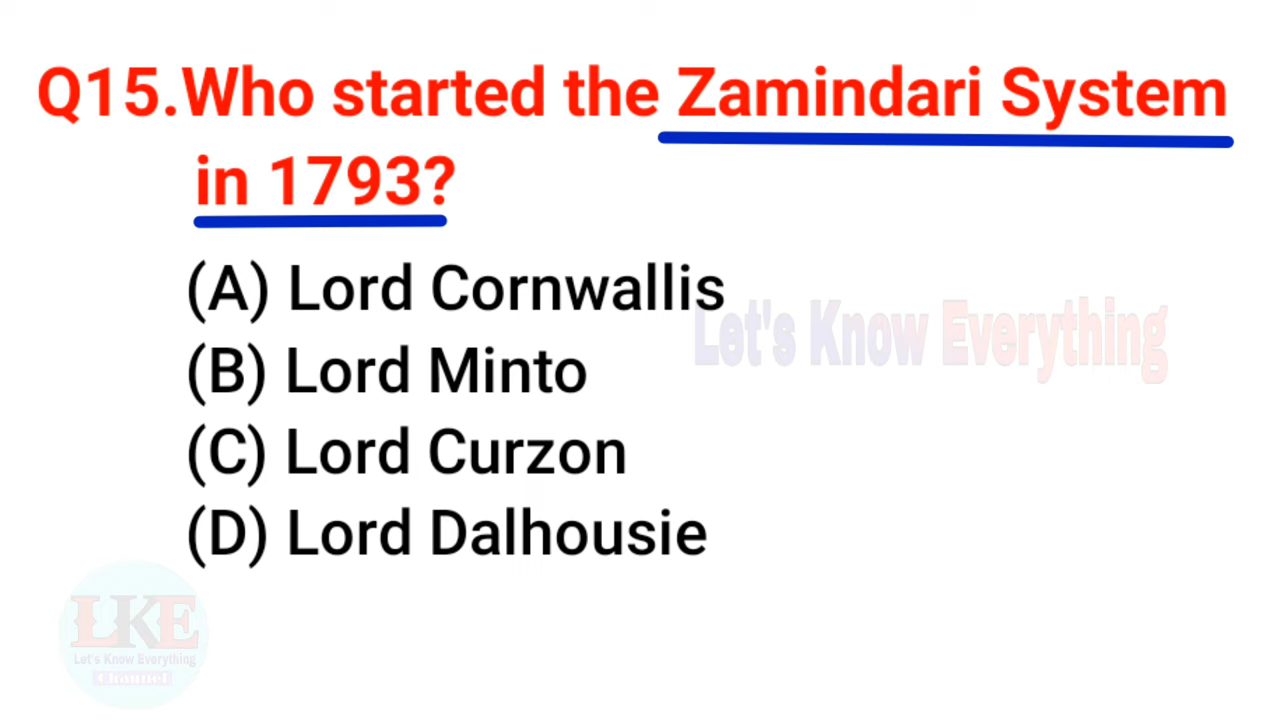 Q15.Who started the Zamindari System
in 1793?
(A) Lord Cornwallis
Let's Know Everything
(B) Lord Minto
(C) Lord Curzon
(D) Lord Dalhousie
LKE
Let's Know Everything
Channel